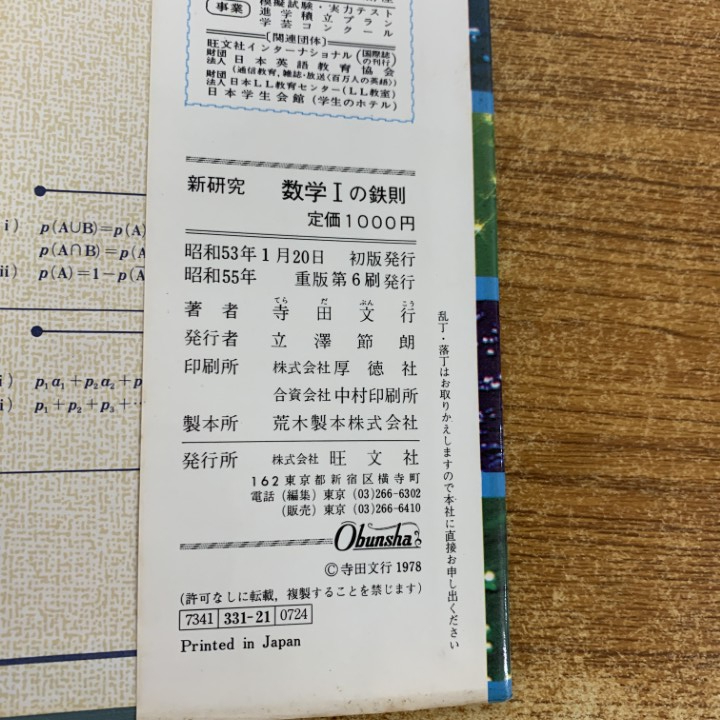 事業
模擬試験・実力テスト
進学積立プラン
学芸コンクール
〔関連団体〕
旺文社インターナショナル(国際誌の刊行)
財団法人 日本英語教育協会
(通信教育, 雑誌・放送〈百万人の英語〉)
財団法人 日本LL教育センター(LL教室)
日本学生会館(学生のホテル)
新研究 数学Iの鉄則
定価1000円
昭和53年1月20日 初版発行
昭和55年 重版第6刷発行
著者 寺田文行
てら だ ぶん こう
発行者 立澤節朗
印刷所 株式会社 厚徳社
合資会社 中村印刷所
製本所 荒木製本株式会社
発行所 株式会社 旺文社
162 東京都新宿区横寺町
電話 (編集) 東京 (03)266-6302
(販売) 東京 (03)266-6410
Obunsha
©寺田文行 1978
(許可なしに転載, 複製することを禁じます)
7341 331-21 0724
Printed in Japan
乱丁・落丁はお取りかえしますので本社に直接お申し出ください
i) p(A∪B)=p(A)
p(A∩B)=p(A
ii) p(A)=1−p(A
i) p₁a₁+p₂a₂+p
i) p₁+p₂+p₃+…